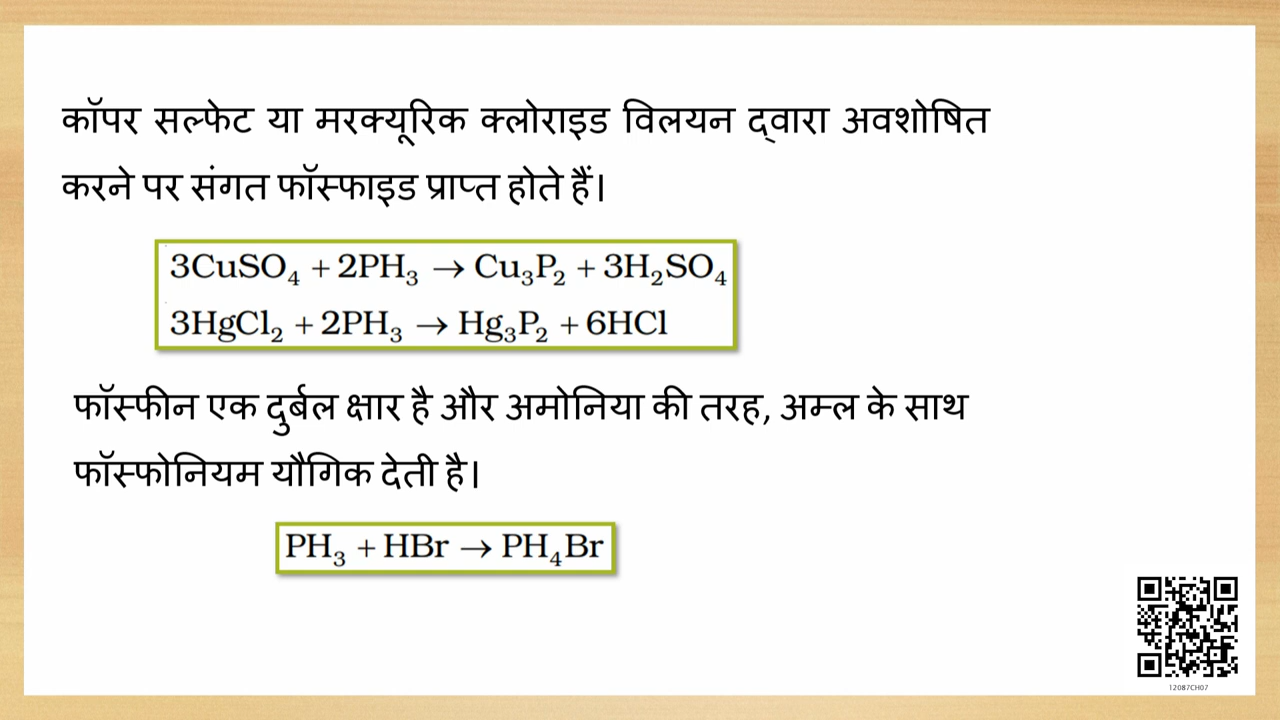 कॉपर सल्फेट या मरक्यूरिक क्लोराइड विलयन द्वारा अवशोषित
करने पर संगत फॉस्फाइड प्राप्त होते हैं।
3CuSO₄ + 2PH₃ → Cu₃P₂ + 3H₂SO₄
3HgCl₂ + 2PH₃ → Hg₃P₂ + 6HCl
फॉस्फीन एक दुर्बल क्षार है और अमोनिया की तरह, अम्ल के साथ
फॉस्फोनियम यौगिक देती है।
PH₃ + HBr → PH₄Br
12087CH07